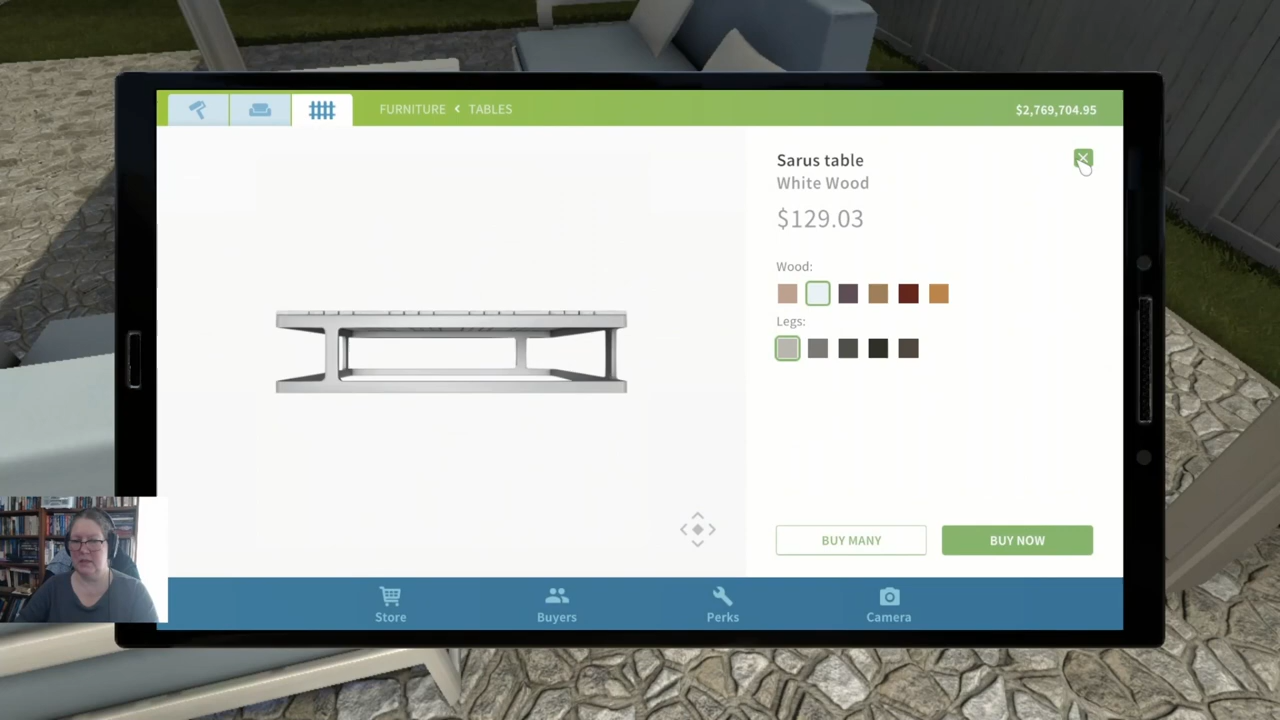 FURNITURE < TABLES
$2,769,704.95
Sarus table
White Wood
$129.03
Wood:
Legs:
BUY MANY
BUY NOW
Store
Buyers
Perks
Camera